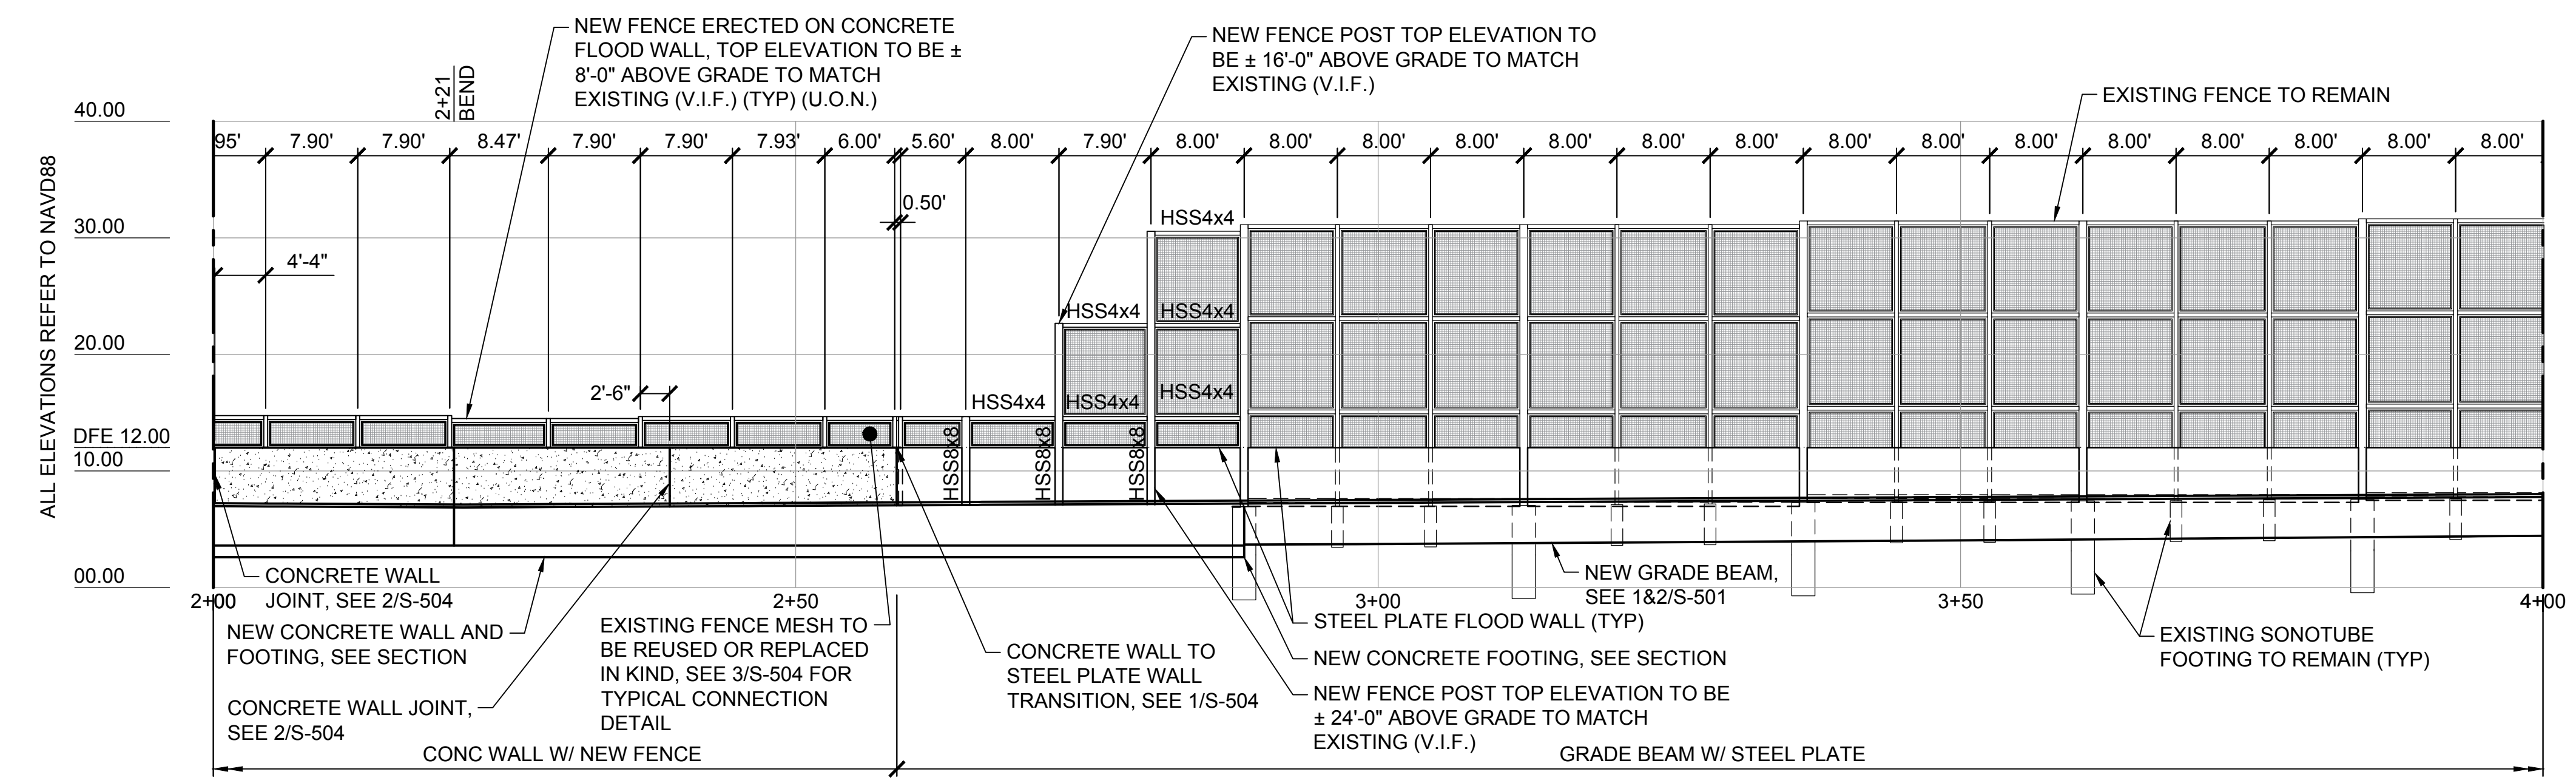 NEW FENCE ERECTED ON CONCRETE
FLOOD WALL, TOP ELEVATION TO BE ±
8'-0" ABOVE GRADE TO MATCH
EXISTING (V.I.F.) (TYP) (U.O.N.)
NEW FENCE POST TOP ELEVATION TO
BE ± 16'-0" ABOVE GRADE TO MATCH
EXISTING (V.I.F.)
EXISTING FENCE TO REMAIN
2+21
BEND
ALL ELEVATIONS REFER TO NAVD88
40.00
95' 7.90' 7.90' 8.47' 7.90' 7.90' 7.93' 6.00' 5.60' 8.00' 7.90' 8.00' 8.00' 8.00' 8.00' 8.00' 8.00' 8.00' 8.00' 8.00' 8.00' 8.00' 8.00' 8.00' 8.00' 8.00'
0.50'
30.00
HSS4x4
4'-4"
HSS4x4 HSS4x4
20.00
2'-6"
HSS4x4 HSS4x4 HSS4x4
DFE 12.00
10.00
HSS8x8 HSS8x8 HSS8x8
00.00
2+00 2+50 3+00 3+50 4+00
CONCRETE WALL
JOINT, SEE 2/S-504
NEW CONCRETE WALL AND
FOOTING, SEE SECTION
CONCRETE WALL JOINT,
SEE 2/S-504
EXISTING FENCE MESH TO
BE REUSED OR REPLACED
IN KIND, SEE 3/S-504 FOR
TYPICAL CONNECTION
DETAIL
CONCRETE WALL TO
STEEL PLATE WALL
TRANSITION, SEE 1/S-504
NEW GRADE BEAM,
SEE 1&2/S-501
STEEL PLATE FLOOD WALL (TYP)
NEW CONCRETE FOOTING, SEE SECTION
NEW FENCE POST TOP ELEVATION TO BE
± 24'-0" ABOVE GRADE TO MATCH
EXISTING (V.I.F.)
EXISTING SONOTUBE
FOOTING TO REMAIN (TYP)
CONC WALL W/ NEW FENCE
GRADE BEAM W/ STEEL PLATE